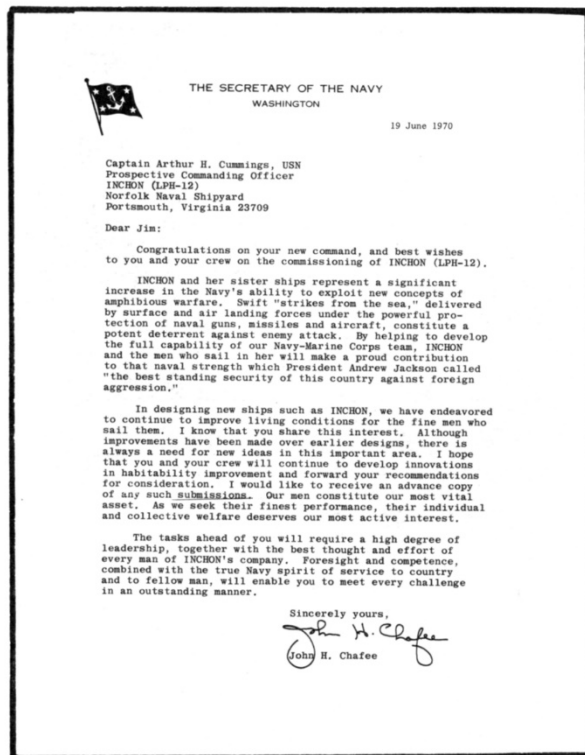 THE SECRETARY OF THE NAVY
WASHINGTON
19 June 1970
Captain Arthur H. Cummings, USN
Prospective Commanding Officer
INCHON (LPH-12)
Norfolk Naval Shipyard
Portsmouth, Virginia 23709
Dear Jim:
Congratulations on your new command, and best wishes
to you and your crew on the commissioning of INCHON (LPH-12).
INCHON and her sister ships represent a significant
increase in the Navy's ability to exploit new concepts of
amphibious warfare. Swift "strikes from the sea," delivered
by surface and air landing forces under the powerful pro-
tection of naval guns, missiles and aircraft, constitute a
potent deterrent against enemy attack. By helping to develop
the full capability of our Navy-Marine Corps team, INCHON
and the men who sail in her will make a proud contribution
to that naval strength which President Andrew Jackson called
"the best standing security of this country against foreign
aggression."
In designing new ships such as INCHON, we have endeavored
to continue to improve living conditions for the fine men who
sail them. I know that you share this interest. Although
improvements have been made over earlier designs, there is
always a need for new ideas in this important area. I hope
that you and your crew will continue to develop innovations
in habitability improvement and forward your recommendations
for consideration. I would like to receive an advance copy
of any such submissions. Our men constitute our most vital
asset. As we seek their finest performance, their individual
and collective welfare deserves our most active interest.
The tasks ahead of you will require a high degree of
leadership, together with the best thought and effort of
every man of INCHON's company. Foresight and competence,
combined with the true Navy spirit of service to country
and to fellow man, will enable you to meet every challenge
in an outstanding manner.
Sincerely yours,
John H. Chafee
John H. Chafee